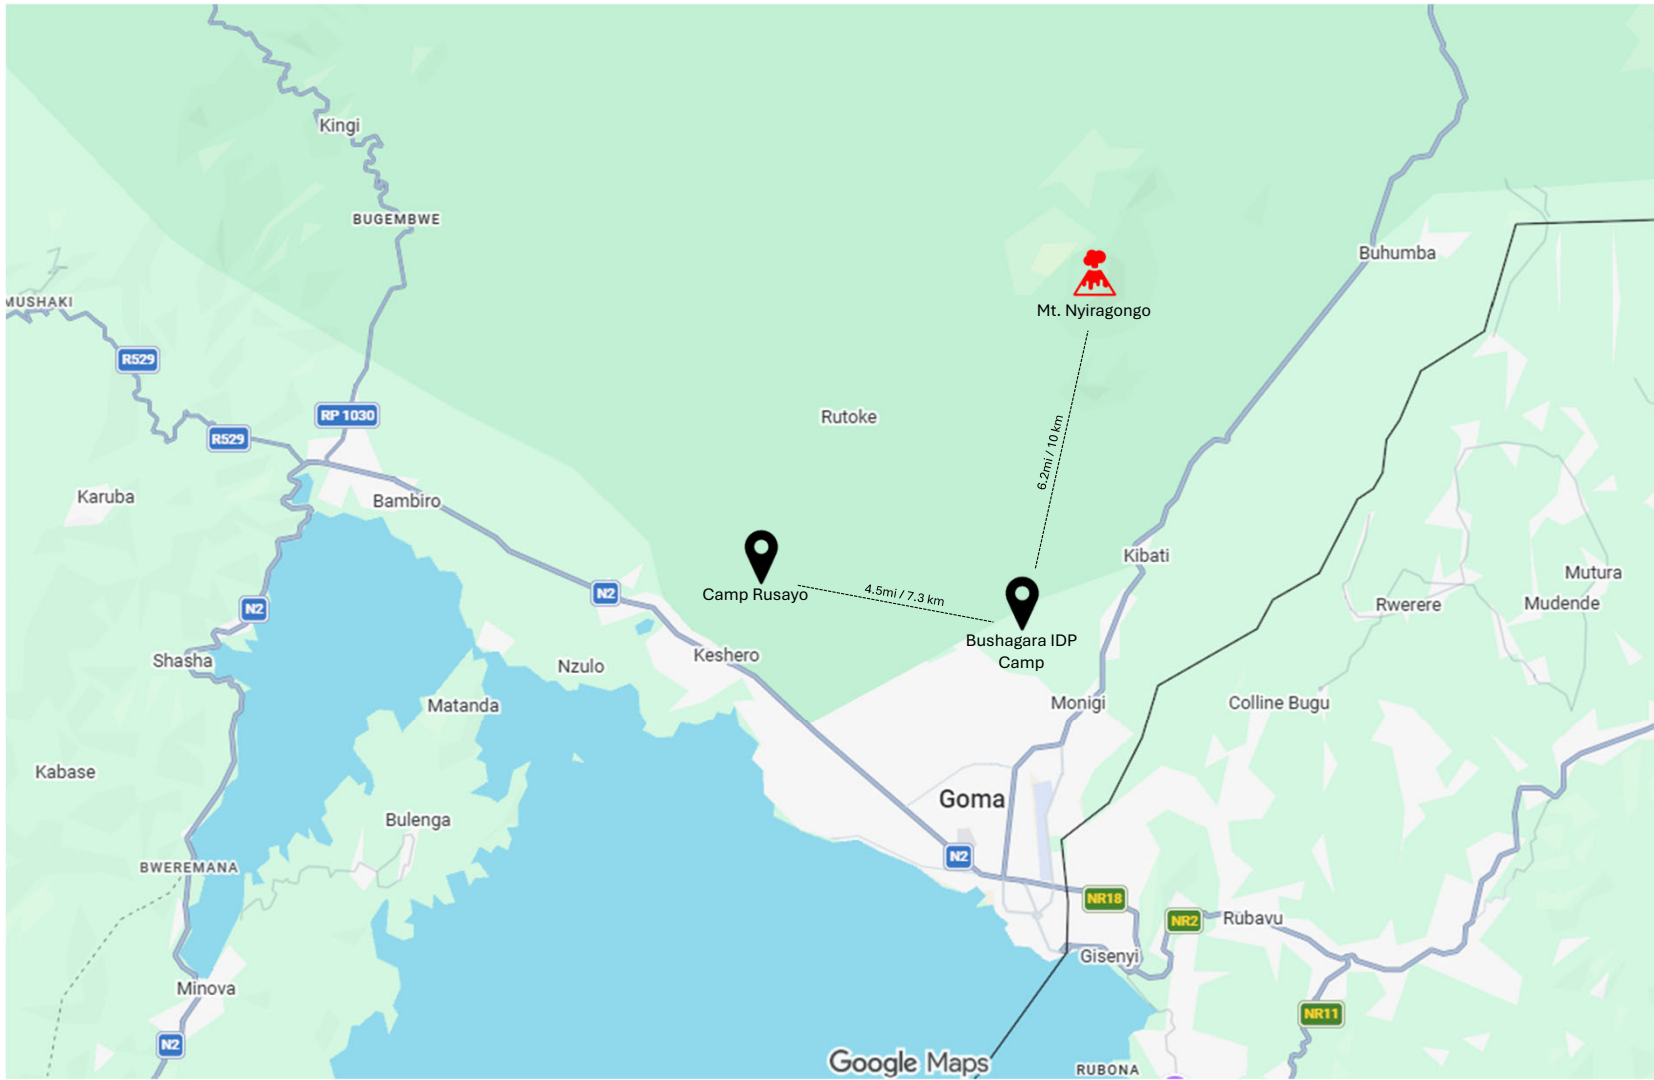 Kingi
BUGEMBWE
Buhumba
MUSHAKI
Mt. Nyiragongo
R529
RP 1030
Rutoke
R529
6.2mi / 10 km
Karuba
Bambiro
Kibati
Mutura
N2
Camp Rusayo
4.5mi / 7.3 km
Rwerere
Mudende
N2
Bushagara IDP
Camp
Shasha
Nzulo
Keshero
Matanda
Monigi
Colline Bugu
Kabase
Goma
Bulenga
N2
BWEREMANA
NR18
NR2
Rubavu
Gisenyi
Minova
NR11
N2
Google Maps
RUBONA